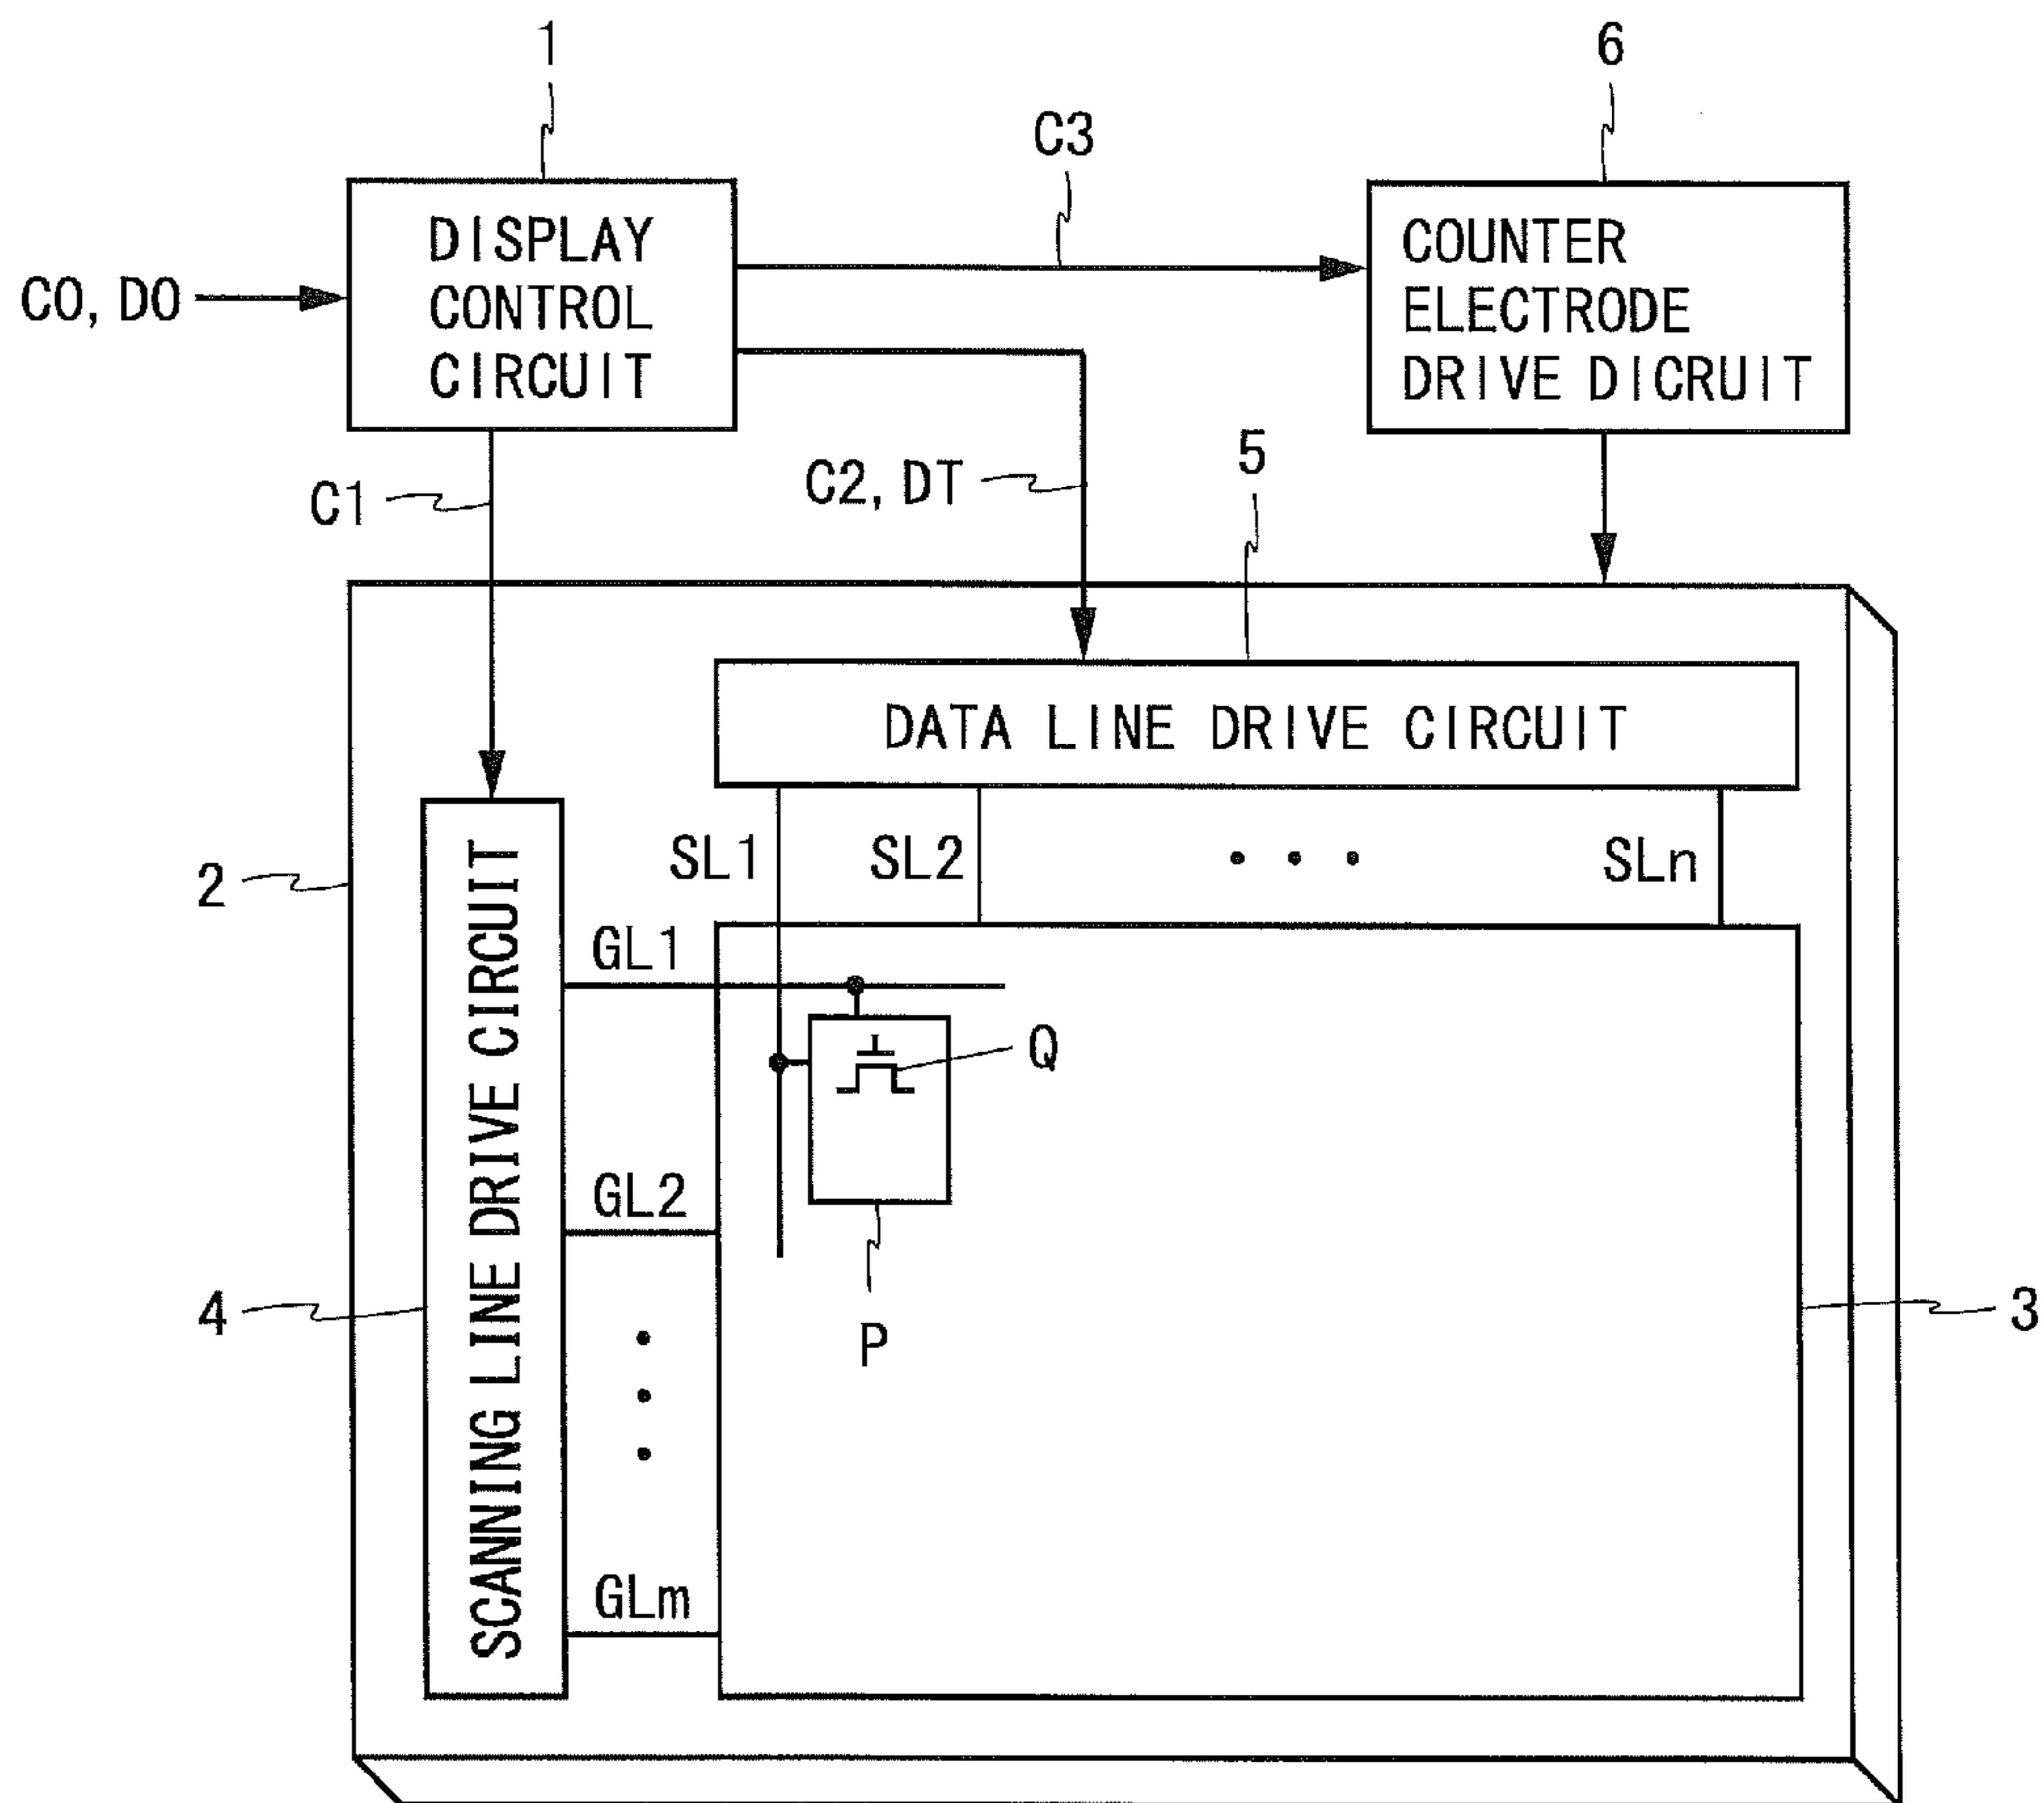 1
6
C3
DISPLAY
CONTROL
CIRCUIT
COUNTER
ELECTRODE
DRIVE DICRUIT
C0, D0
C1
C2, DT
5
DATA LINE DRIVE CIRCUIT
2
SL1
SL2
• • •
SLn
SCANNING LINE DRIVE CIRCUIT
GL1
Q
GL2
4
3
P
GLm